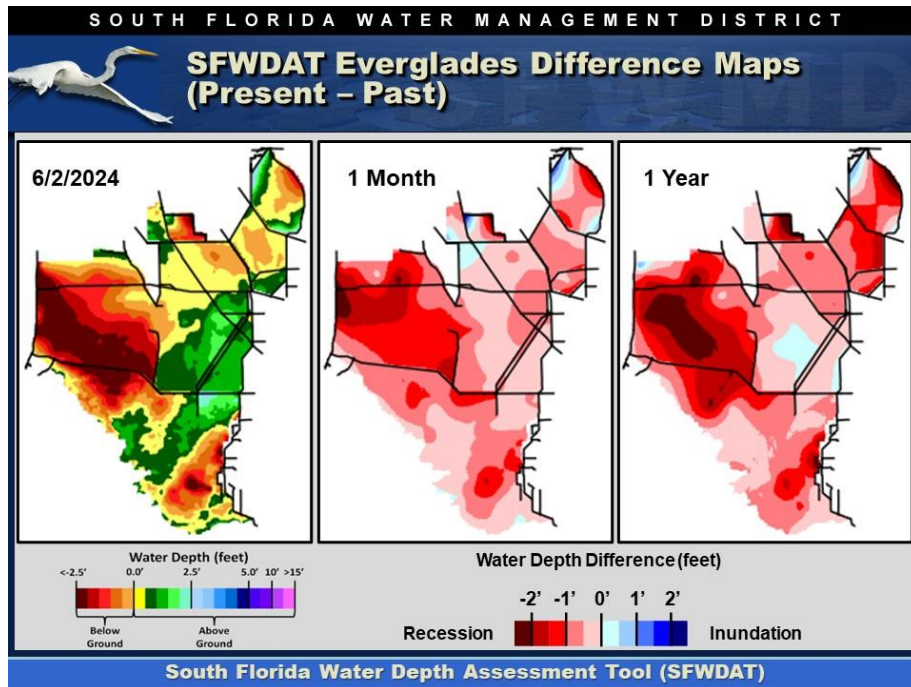 SOUTH FLORIDA WATER MANAGEMENT DISTRICT
SFWDAT Everglades Difference Maps
(Present – Past)
SFWMD
6/2/2024
1 Month
1 Year
Water Depth (feet)
<-2.5' 0.0' 2.5' 5.0' 10' >15'
Below
Ground
Above
Ground
Water Depth Difference (feet)
-2' -1' 0' 1' 2'
Recession
Inundation
South Florida Water Depth Assessment Tool (SFWDAT)